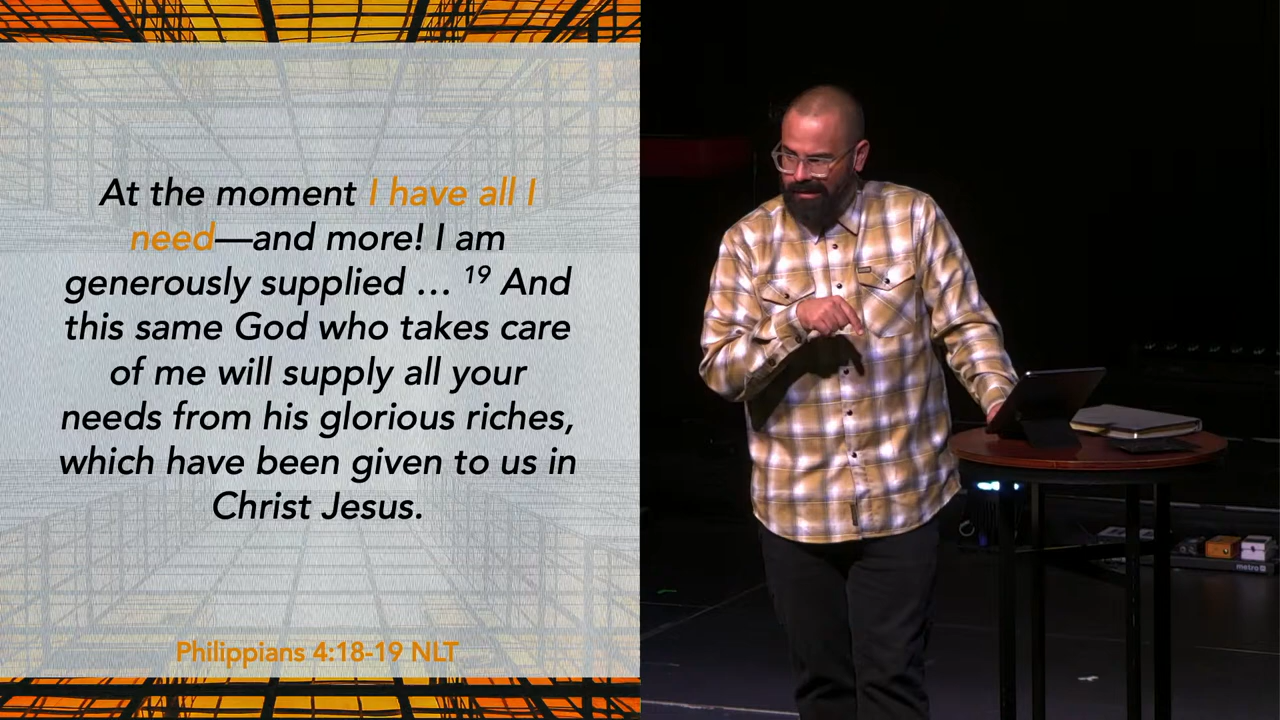 At the moment I have all I
need—and more! I am
generously supplied … ¹⁹ And
this same God who takes care
of me will supply all your
needs from his glorious riches,
which have been given to us in
Christ Jesus.
Philippians 4:18-19 NLT
metro